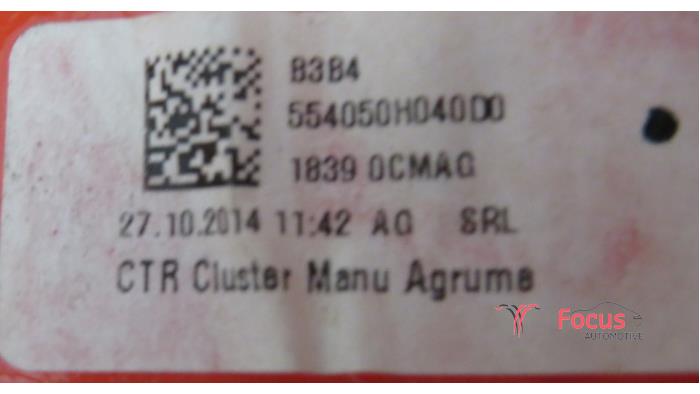 B3B4
554050H040D0
1839 0CMAG
27.10.2014 11:42 AG SRL
CTR Cluster Manu Agrume
Focus
AUTOMOTIVE